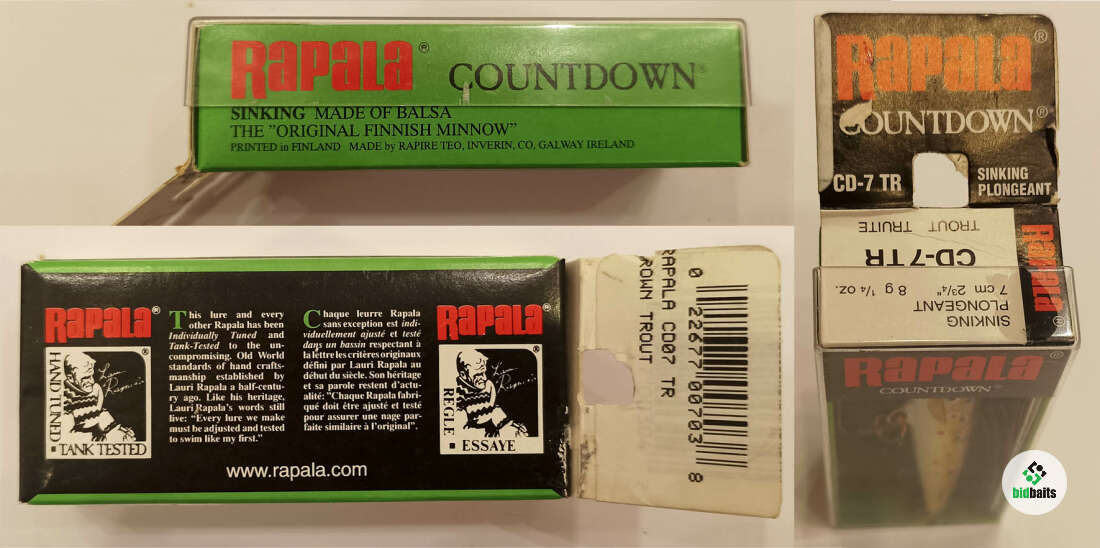 RAPALA® COUNTDOWN®
SINKING MADE OF BALSA
THE "ORIGINAL FINNISH MINNOW"
PRINTED in FINLAND MADE by RAPIRE TEO, INVERIN, CO, GALWAY IRELAND
RAPALA®
HAND TUNED
TANK TESTED
This lure and every
other Rapala has been
Individually Tuned and
Tank-Tested to the un-
compromising. Old World
standards of hand crafts-
manship established by
Lauri Rapala a half-centu-
ry ago. Like his heritage,
Lauri Rapala's words still
live: "Every lure we make
must be adjusted and tested
to swim like my first."
Chaque leurre Rapala
sans exception est indi-
viduellement ajusté et testé
dans un bassin respectant à
la lettre les critères originaux
défini par Lauri Rapala au
début du siècle. Son héritage
et sa parole restent d'actu-
alité: "Chaque Rapala fabri-
qué doit être ajusté et testé
pour assurer une nage par-
faite similaire à l'original".
RAPALA®
REGLE
ESSAYE
www.rapala.com
RAPALA CD07 TR
ROWN TROUT
0 22677 00703 8
RAPALA®
COUNTDOWN®
CD-7 TR
SINKING
PLONGEANT
TROUT TRUITE
CD-7TR
7 cm 2¾" 8 g 1/4 oz.
SINKING
PLONGEANT
RAPALA
RAPALA®
COUNTDOWN®
bidbaits